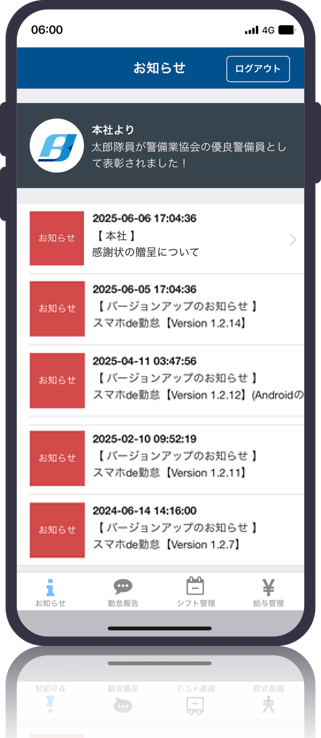 06:00
4G
お知らせ
ログアウト
本社より
太郎隊員が警備業協会の優良警備員とし
て表彰されました！
お知らせ
2025-06-06 17:04:36
【 本社 】
感謝状の贈呈について
お知らせ
2025-06-05 17:04:36
【 バージョンアップのお知らせ 】
スマホde勤怠【Version 1.2.14】
お知らせ
2025-04-11 03:47:56
【 バージョンアップのお知らせ 】
スマホde勤怠【Version 1.2.12】(Androidの
お知らせ
2025-02-10 09:52:19
【 バージョンアップのお知らせ 】
スマホde勤怠【Version 1.2.11】
お知らせ
2024-06-14 14:16:00
【 バージョンアップのお知らせ 】
スマホde勤怠【Version 1.2.7】
お知らせ
勤怠報告
シフト管理
給与管理